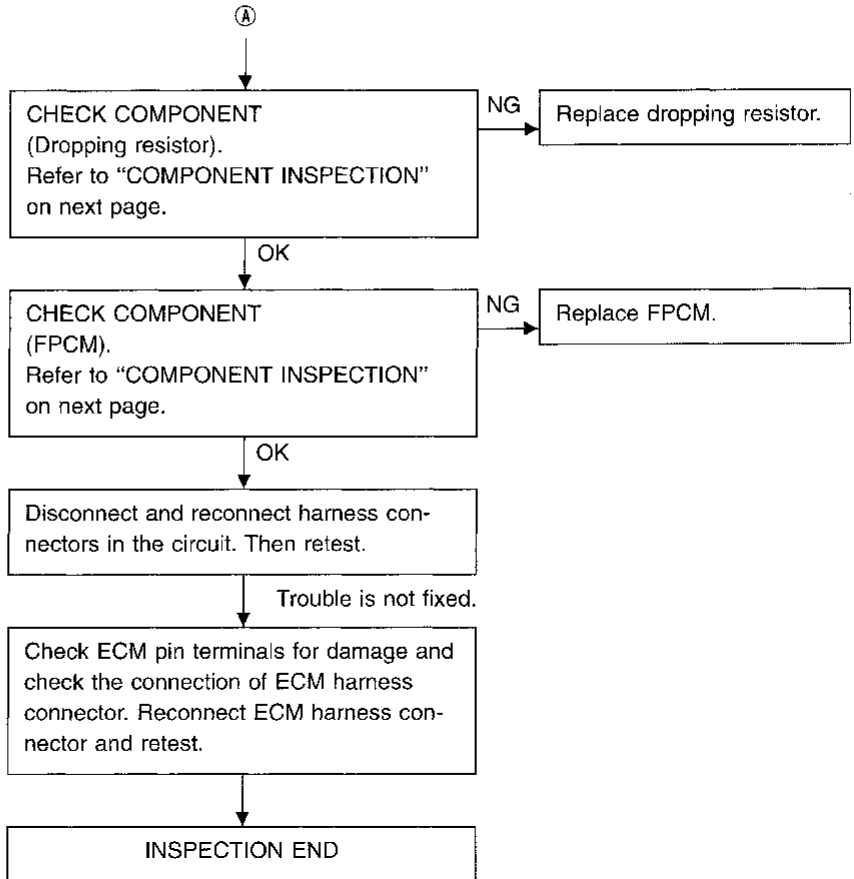 Ⓐ
CHECK COMPONENT
(Dropping resistor).
Refer to “COMPONENT INSPECTION”
on next page.
NG
Replace dropping resistor.
OK
CHECK COMPONENT
(FPCM).
Refer to “COMPONENT INSPECTION”
on next page.
NG
Replace FPCM.
OK
Disconnect and reconnect harness con-
nectors in the circuit. Then retest.
Trouble is not fixed.
Check ECM pin terminals for damage and
check the connection of ECM harness
connector. Reconnect ECM harness con-
nector and retest.
INSPECTION END